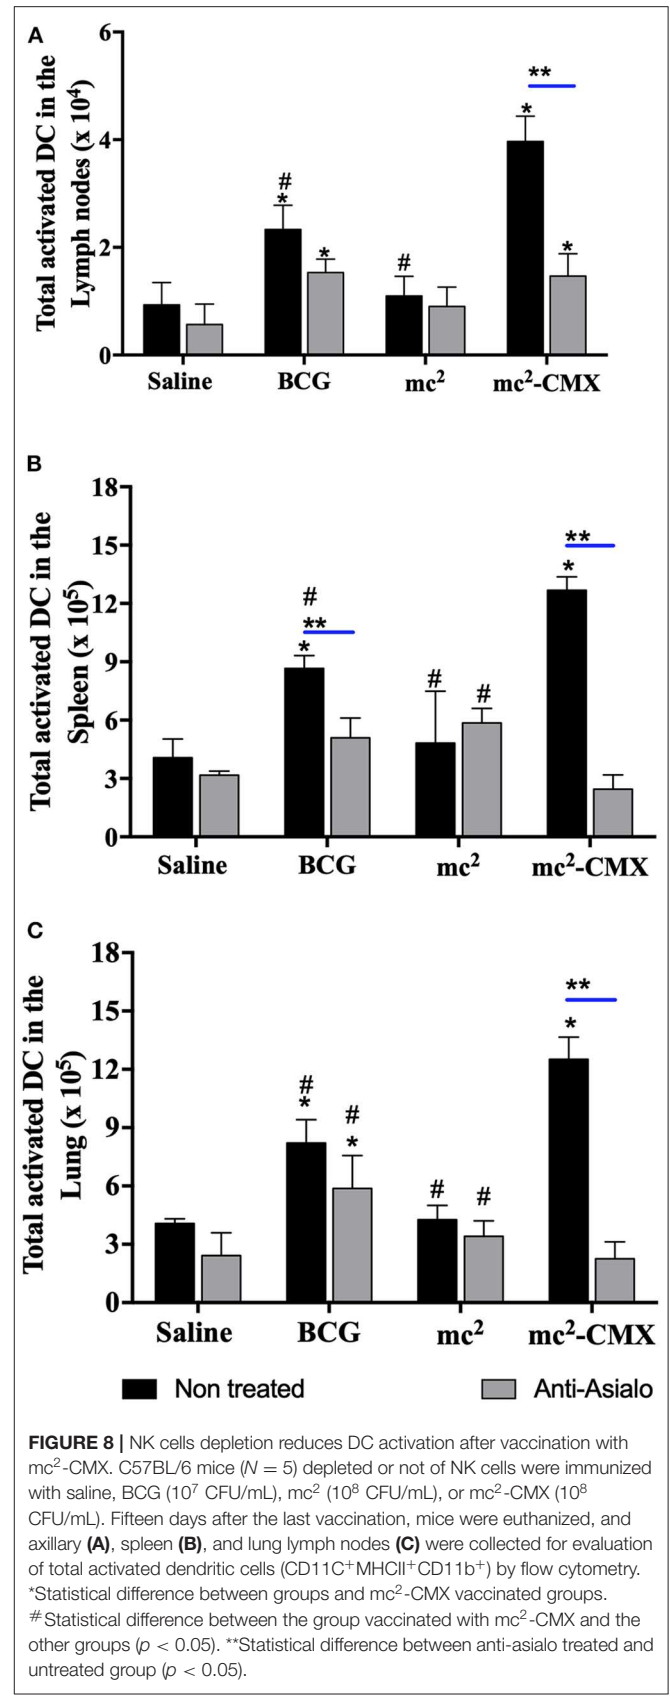 A
Total activated DC in the
Lymph nodes (x 10⁴)
6
4
2
0
#
*
*
#
**
*
*
Saline BCG mc² mc²-CMX
B
Total activated DC in the
Spleen (x 10⁵)
18
15
12
9
6
3
0
#
**
*
#
#
**
*
Saline BCG mc² mc²-CMX
C
Total activated DC in the
Lung (x 10⁵)
18
15
12
9
6
3
0
#
*
#
*
#
#
**
*
Saline BCG mc² mc²-CMX
Non treated Anti-Asialo
FIGURE 8 | NK cells depletion reduces DC activation after vaccination with
mc²-CMX. C57BL/6 mice (N = 5) depleted or not of NK cells were immunized
with saline, BCG (10⁷ CFU/mL), mc² (10⁸ CFU/mL), or mc²-CMX (10⁸
CFU/mL). Fifteen days after the last vaccination, mice were euthanized, and
axillary (A), spleen (B), and lung lymph nodes (C) were collected for evaluation
of total activated dendritic cells (CD11C⁺MHCII⁺CD11b⁺) by flow cytometry.
*Statistical difference between groups and mc²-CMX vaccinated groups.
#Statistical difference between the group vaccinated with mc²-CMX and the
other groups (p < 0.05). **Statistical difference between anti-asialo treated and
untreated group (p < 0.05).